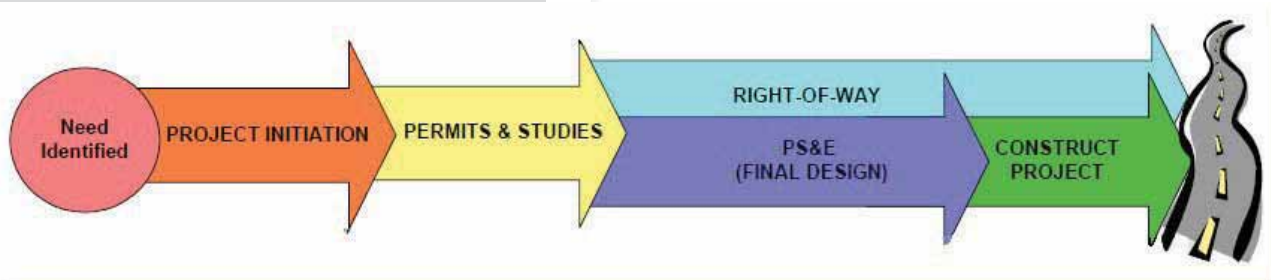 Need
Identified
PROJECT INITIATION
PERMITS & STUDIES
RIGHT-OF-WAY
PS&E
(FINAL DESIGN)
CONSTRUCT
PROJECT